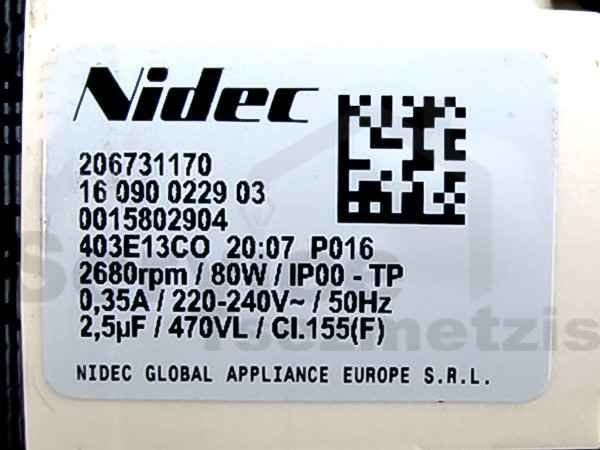 Nidec
206731170
16 090 0229 03
0015802904
403E13CO 20:07 P016
2680rpm / 80W / IP00 - TP
0,35A / 220-240V~ / 50Hz
2,5µF / 470VL / Cl.155(F)
NIDEC GLOBAL APPLIANCE EUROPE S.R.L.